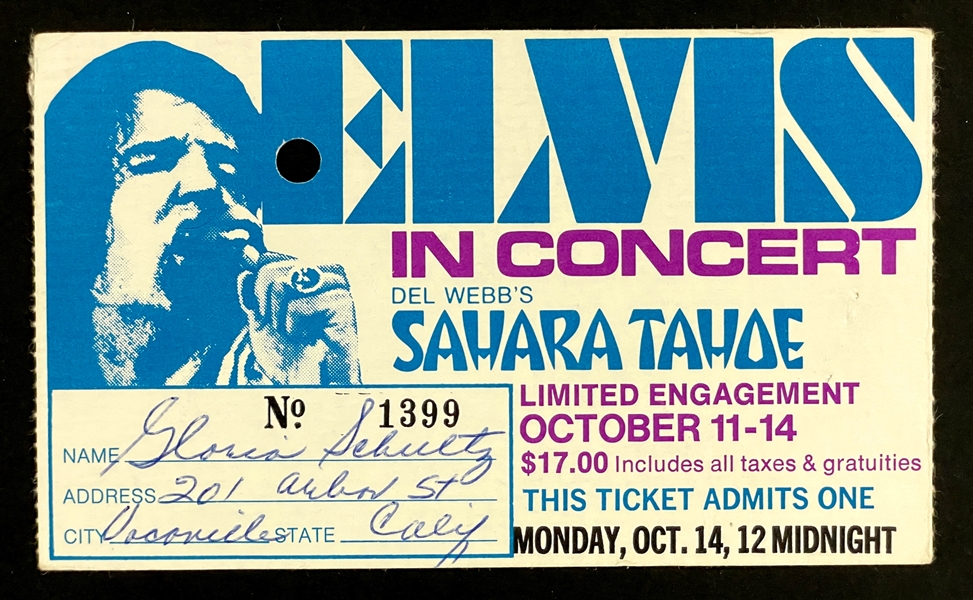 ELVIS
IN CONCERT
DEL WEBB'S
SAHARA TAHOE
LIMITED ENGAGEMENT
OCTOBER 11-14
$17.00 Includes all taxes & gratuities
THIS TICKET ADMITS ONE
MONDAY, OCT. 14, 12 MIDNIGHT
No. 1399
NAME Gloria Schultz
ADDRESS 201 Arbor St
CITY Vacaville STATE Calif